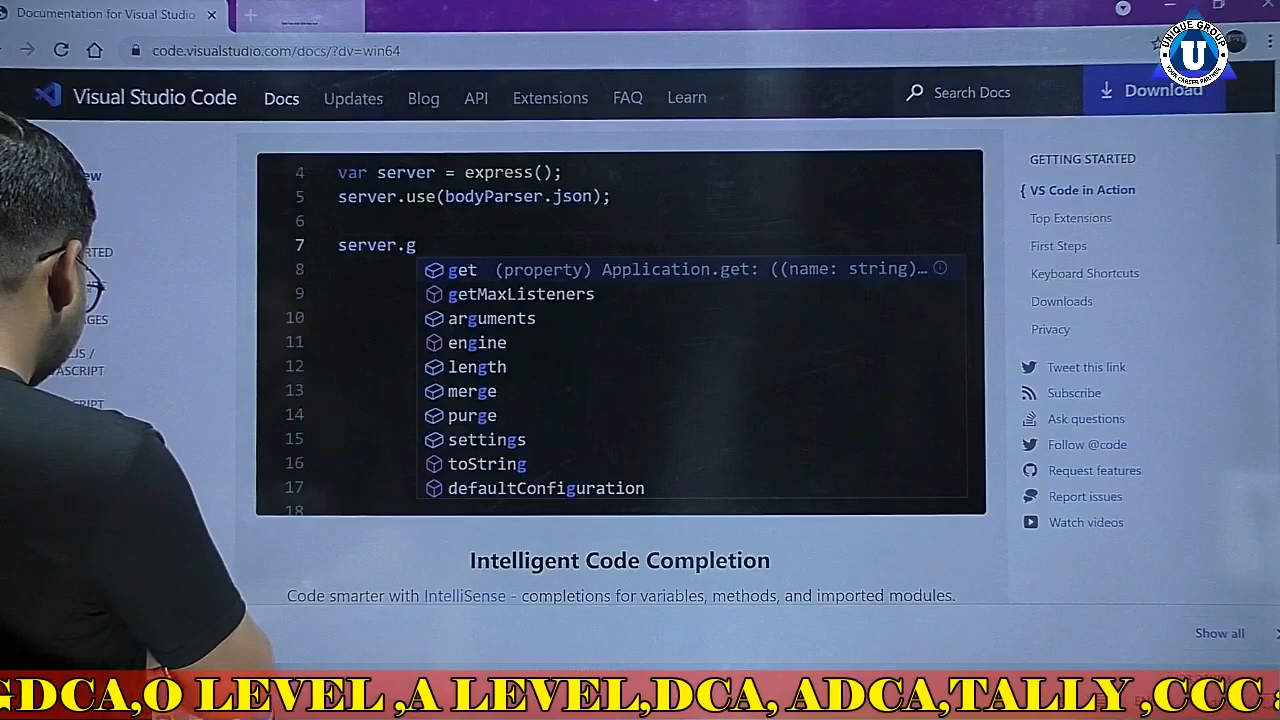 Documentation for Visual Studio
code.visualstudio.com/docs/?dv=win64
UNIQUE GROUP
U
YOUR CAREER PARTNER
Visual Studio Code
Docs
Updates
Blog
API
Extensions
FAQ
Learn
Search Docs
Download
4 var server = express();
5 server.use(bodyParser.json);
6
7 server.g
8 get (property) Application.get: ((name: string)…
9 getMaxListeners
10 arguments
11 engine
12 length
13 merge
14 purge
15 settings
16 toString
17 defaultConfiguration
18
Intelligent Code Completion
Code smarter with IntelliSense - completions for variables, methods, and imported modules.
GETTING STARTED
{ VS Code in Action
Top Extensions
First Steps
Keyboard Shortcuts
Downloads
Privacy
Tweet this link
Subscribe
Ask questions
Follow @code
Request features
Report issues
Watch videos
Show all
GDCA,O LEVEL ,A LEVEL,DCA, ADCA,TALLY ,CCC